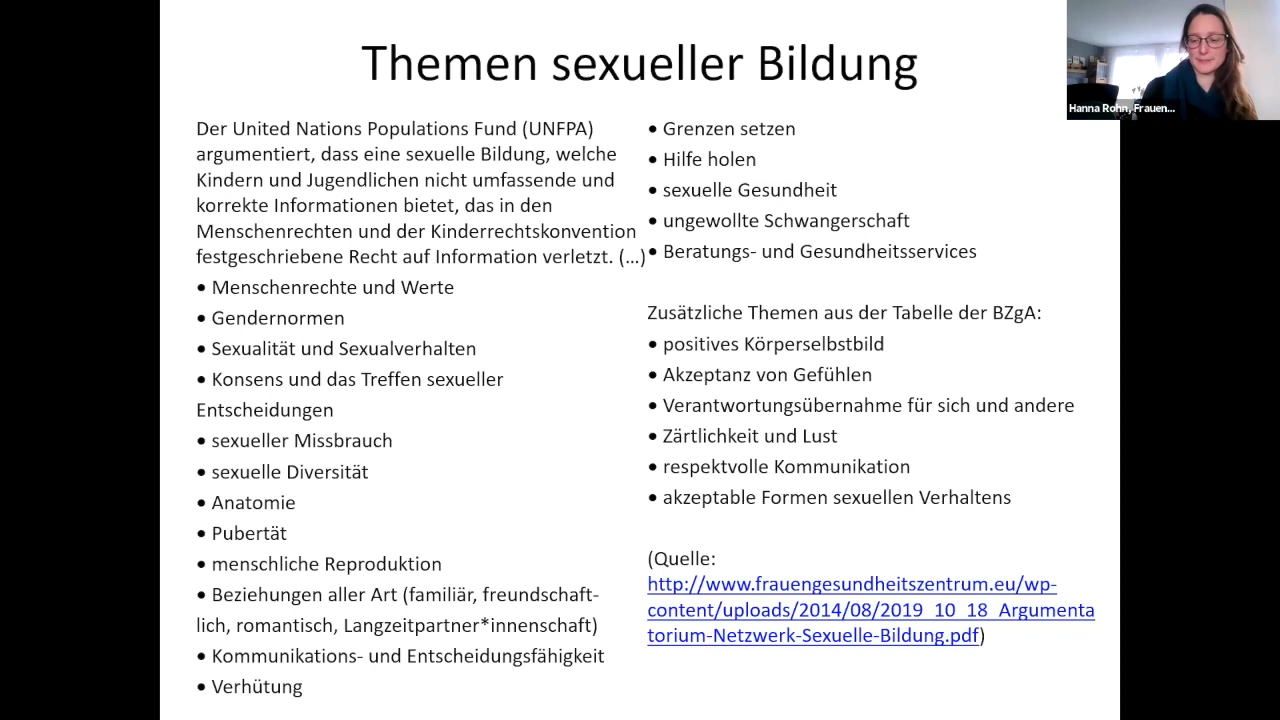 Themen sexueller Bildung
Der United Nations Populations Fund (UNFPA)
argumentiert, dass eine sexuelle Bildung, welche
Kindern und Jugendlichen nicht umfassende und
korrekte Informationen bietet, das in den
Menschenrechten und der Kinderrechtskonvention
festgeschriebene Recht auf Information verletzt. (…)
• Menschenrechte und Werte
• Gendernormen
• Sexualität und Sexualverhalten
• Konsens und das Treffen sexueller
Entscheidungen
• sexueller Missbrauch
• sexuelle Diversität
• Anatomie
• Pubertät
• menschliche Reproduktion
• Beziehungen aller Art (familiär, freundschaft-
lich, romantisch, Langzeitpartner*innenschaft)
• Kommunikations- und Entscheidungsfähigkeit
• Verhütung
• Grenzen setzen
• Hilfe holen
• sexuelle Gesundheit
• ungewollte Schwangerschaft
• Beratungs- und Gesundheitsservices
Zusätzliche Themen aus der Tabelle der BZgA:
• positives Körperselbstbild
• Akzeptanz von Gefühlen
• Verantwortungsübernahme für sich und andere
• Zärtlichkeit und Lust
• respektvolle Kommunikation
• akzeptable Formen sexuellen Verhaltens
(Quelle:
http://www.frauengesundheitszentrum.eu/wp-
content/uploads/2014/08/2019_10_18_Argumenta
torium-Netzwerk-Sexuelle-Bildung.pdf)
Hanna Rohn, Frauen...